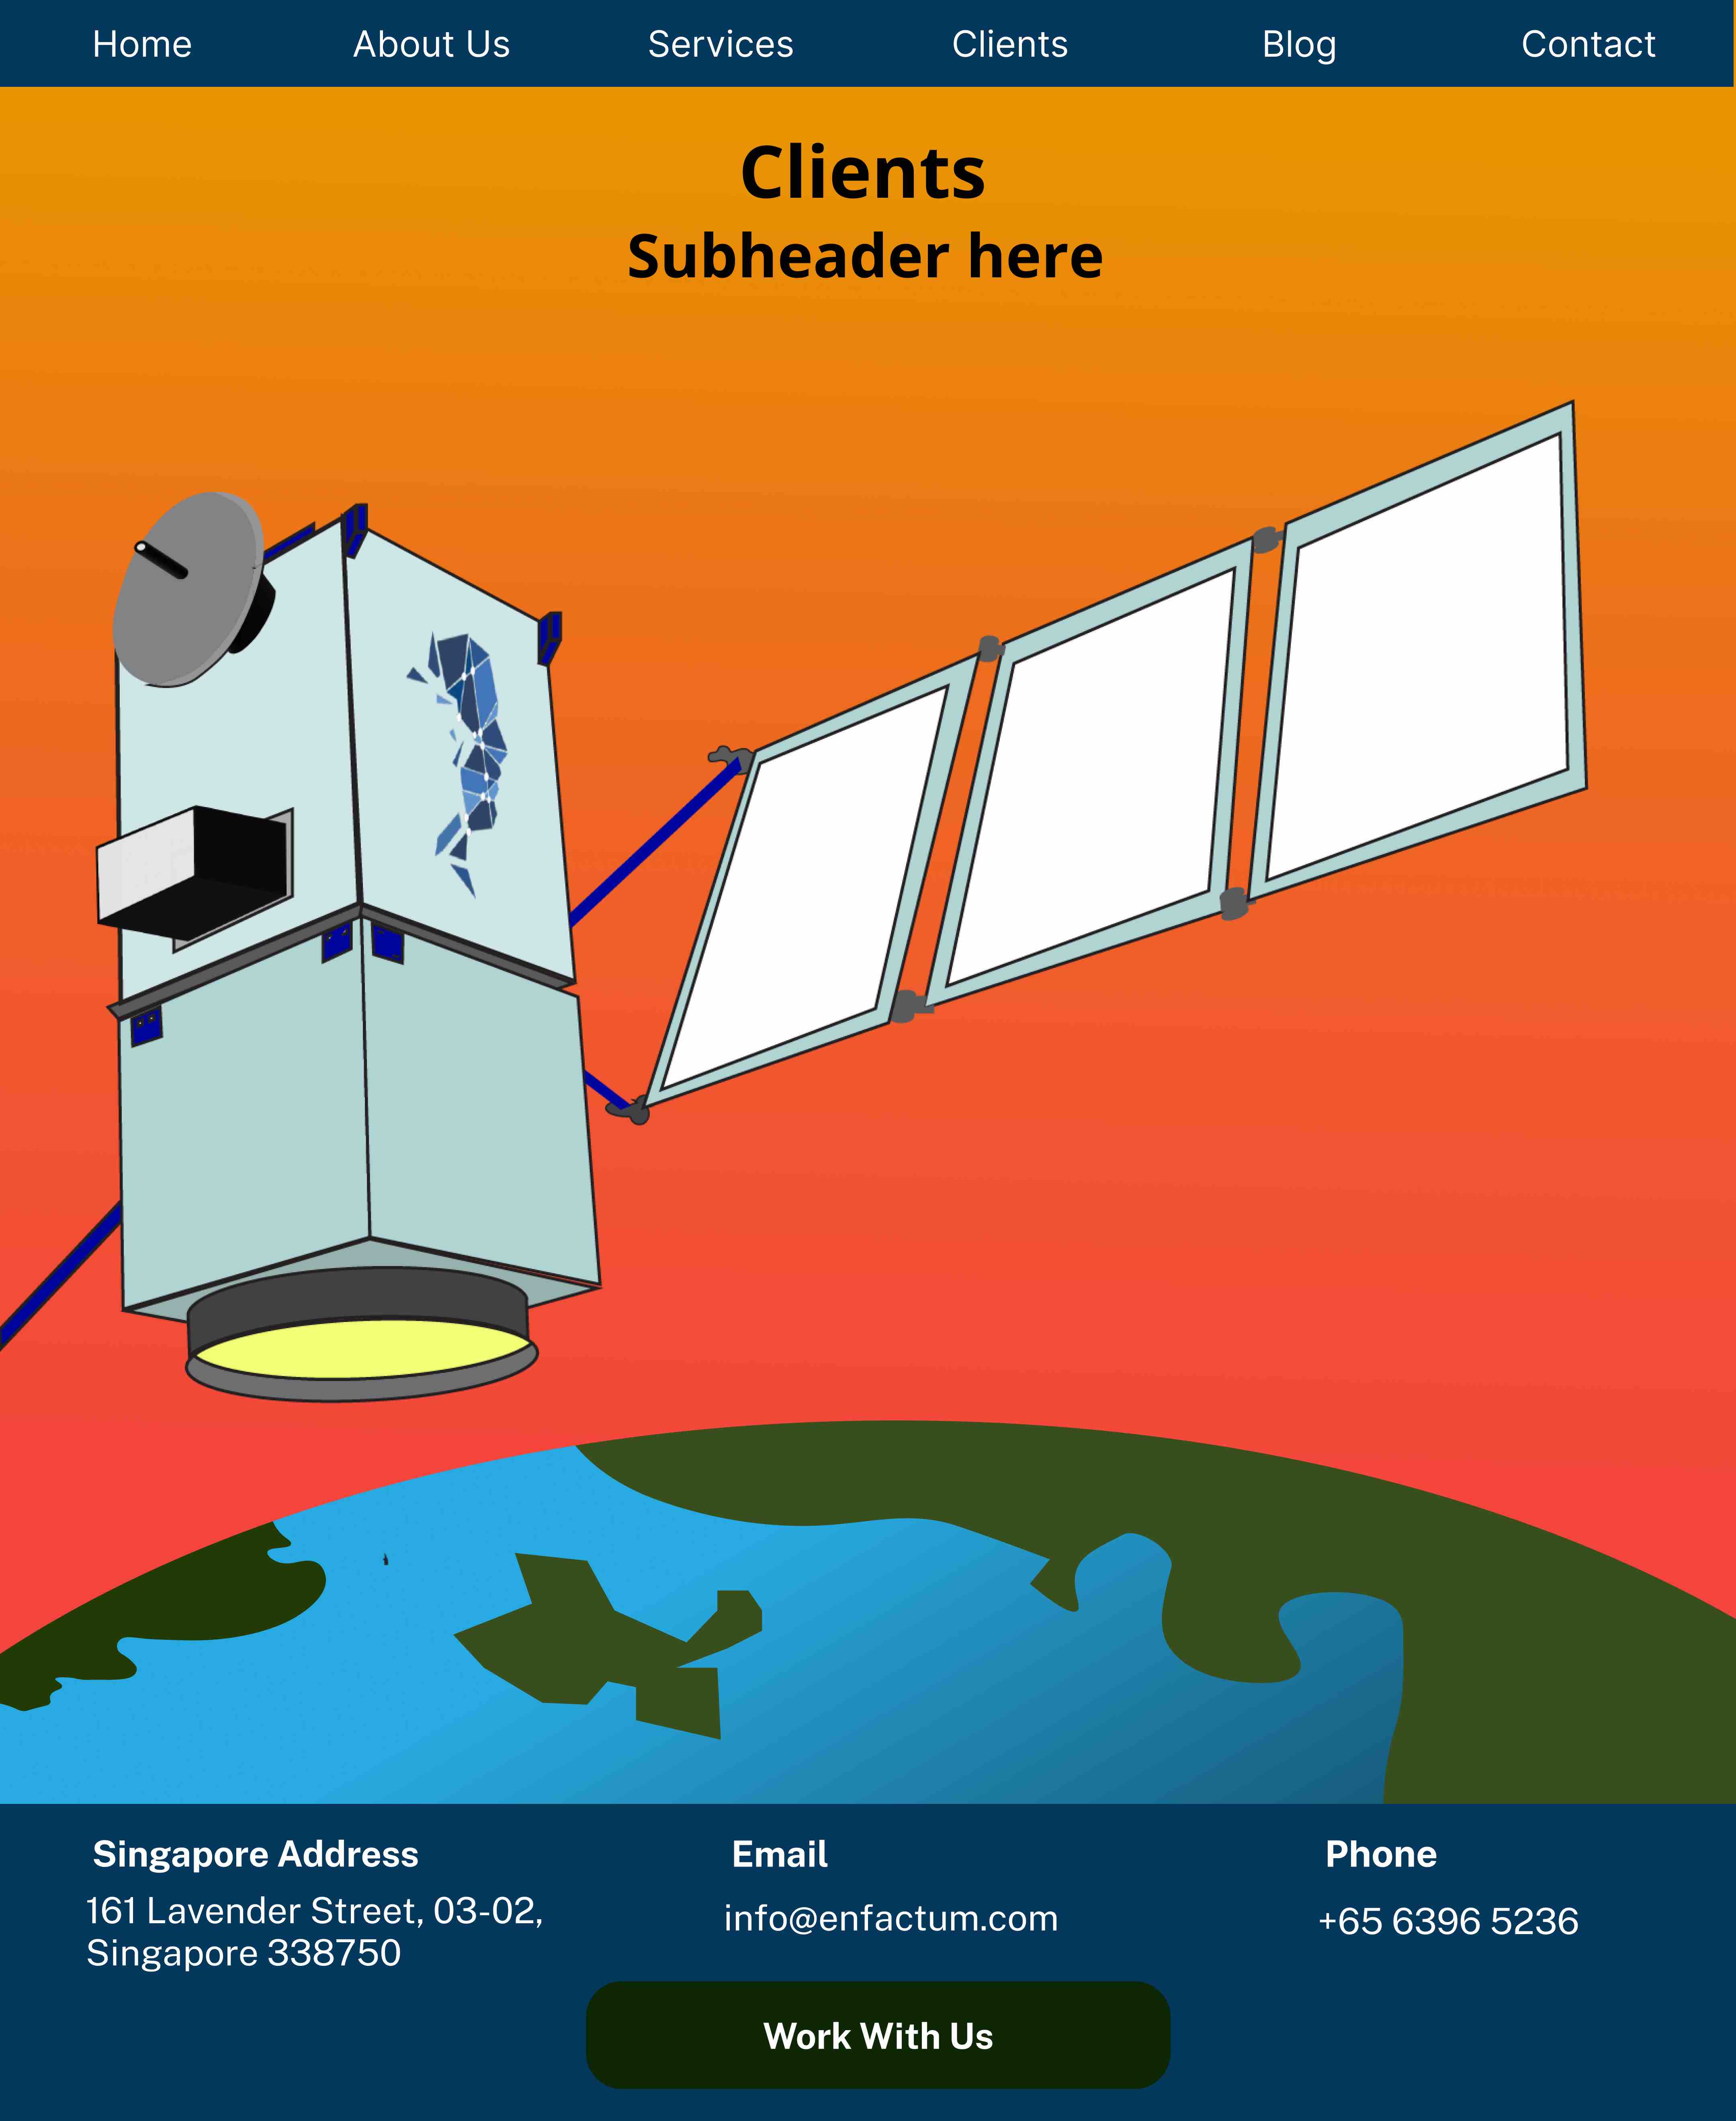 Home About Us Services Clients Blog Contact
Clients
Subheader here
Singapore Address
161 Lavender Street, 03-02,
Singapore 338750
Email
info@enfactum.com
Phone
+65 6396 5236
Work With Us